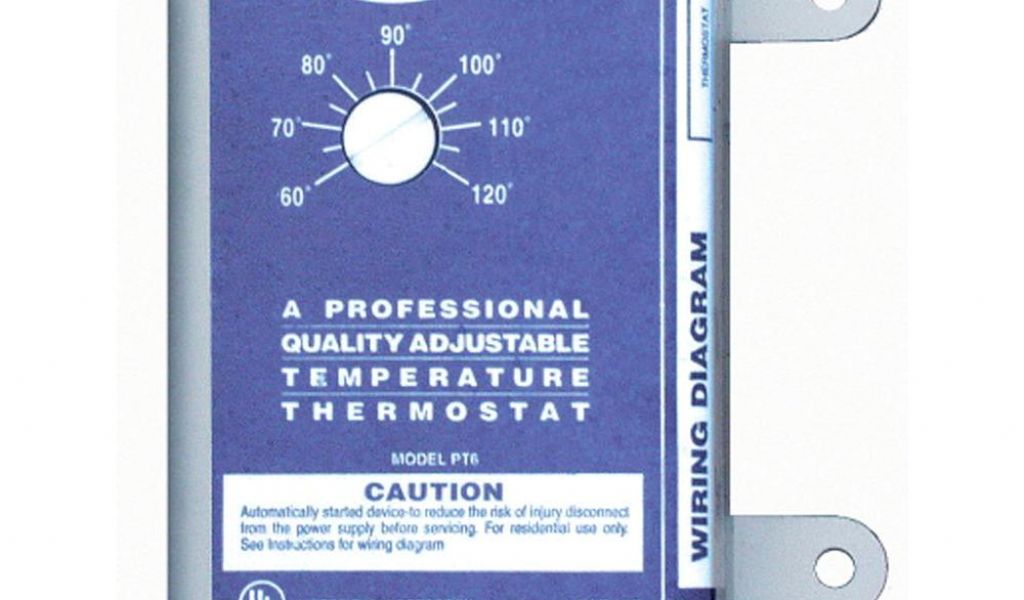 90°
80°
100°
70°
110°
60°
120°
A PROFESSIONAL
QUALITY ADJUSTABLE
TEMPERATURE
THERMOSTAT
MODEL PT6
CAUTION
Automatically started device-to reduce the risk of injury disconnect
from the power supply before servicing. For residential use only.
See Instructions for wiring diagram
UL
WIRING DIAGRAM
THERMOSTAT